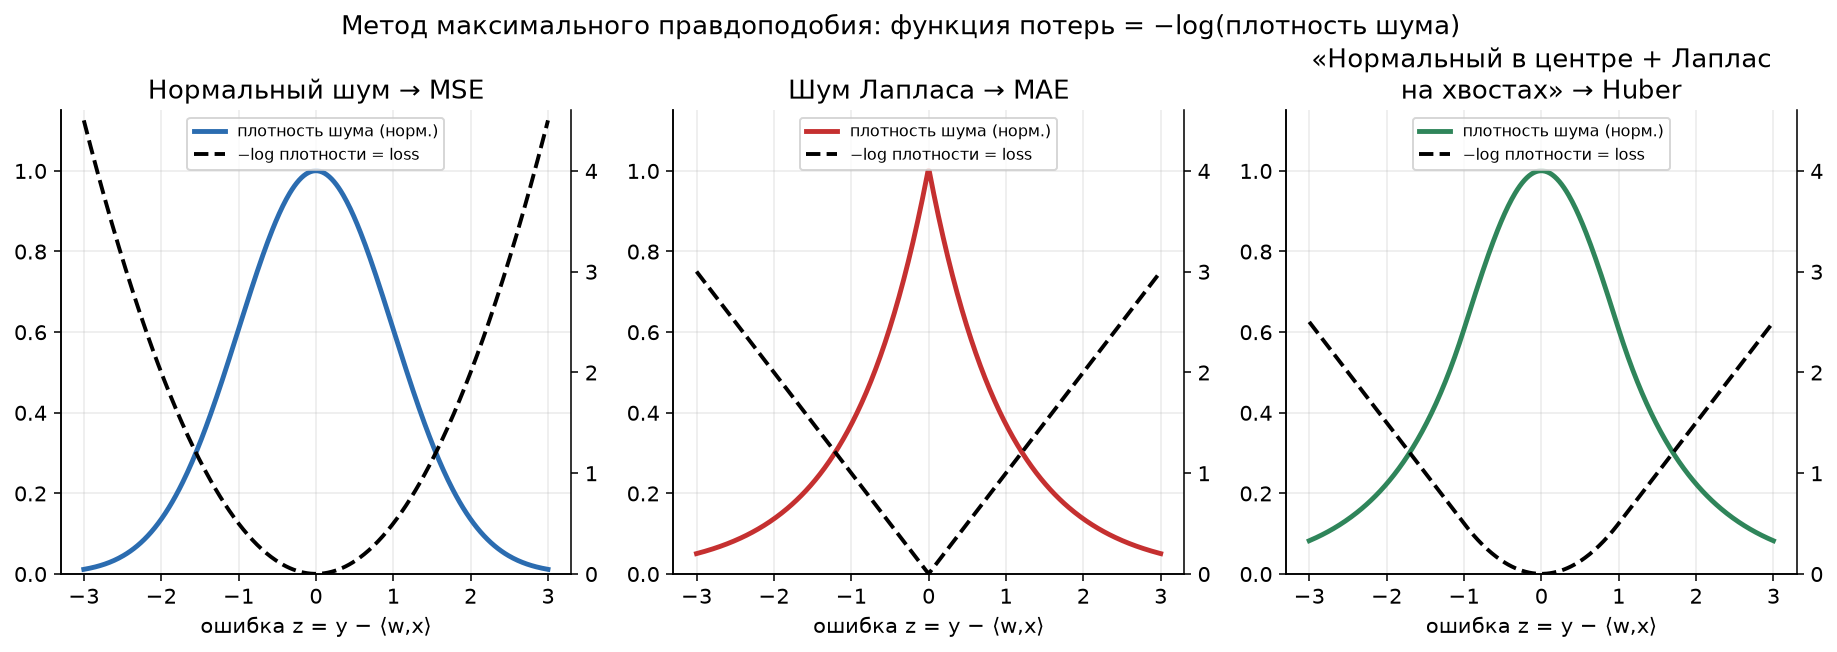 Метод максимального правдоподобия: функция потерь = −log(плотность шума)
Нормальный шум → MSE
плотность шума (норм.)
−log плотности = loss
1.0
0.8
0.6
0.4
0.2
0.0
4
3
2
1
0
−3 −2 −1 0 1 2 3
ошибка z = y − ⟨w,x⟩
Шум Лапласа → MAE
плотность шума (норм.)
−log плотности = loss
1.0
0.8
0.6
0.4
0.2
0.0
4
3
2
1
0
−3 −2 −1 0 1 2 3
ошибка z = y − ⟨w,x⟩
«Нормальный в центре + Лаплас
на хвостах» → Huber
плотность шума (норм.)
−log плотности = loss
1.0
0.8
0.6
0.4
0.2
0.0
4
3
2
1
0
−3 −2 −1 0 1 2 3
ошибка z = y − ⟨w,x⟩